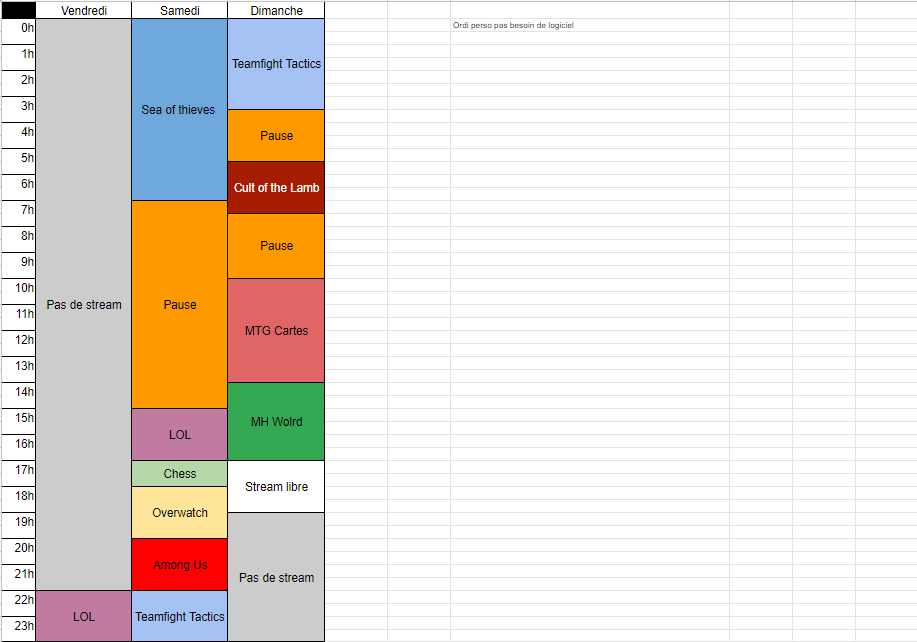 Vendredi Samedi Dimanche
0h Ordi perso pas besoin de logiciel
1h Teamfight Tactics
2h
3h Sea of thieves
4h Pause
5h
6h Cult of the Lamb
7h
8h Pause
9h
10h Pas de stream Pause
11h MTG Cartes
12h
13h
14h
15h LOL MH Wolrd
16h
17h Chess Stream libre
18h Overwatch
19h
20h Among Us
21h Pas de stream
22h LOL Teamfight Tactics
23h